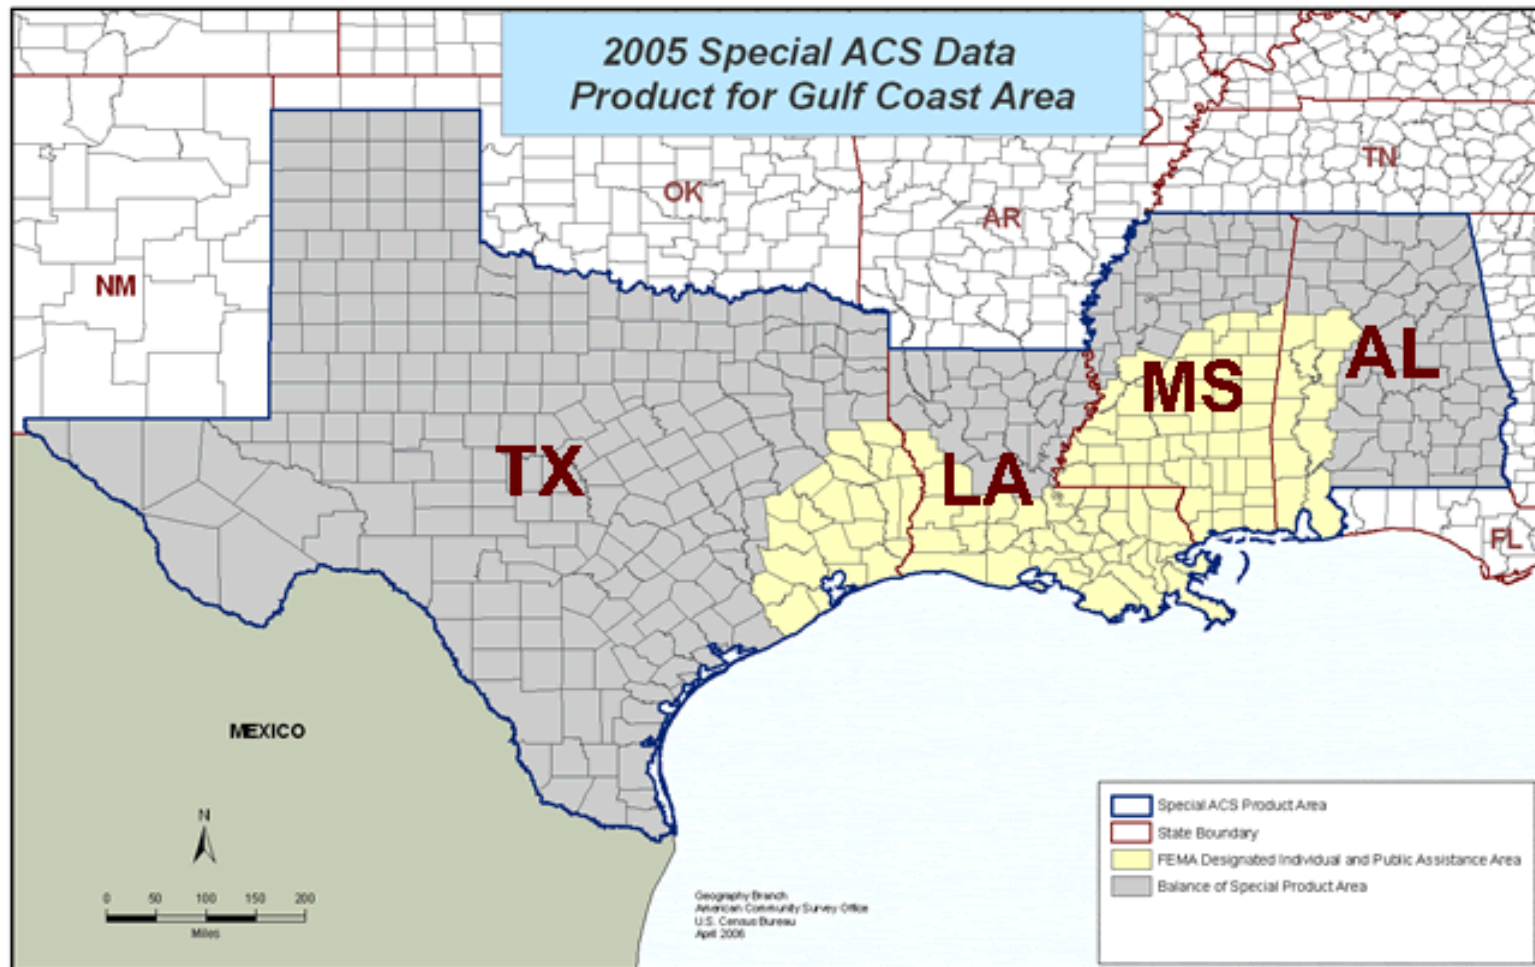 2005 Special ACS Data
Product for Gulf Coast Area
TN
OK
AR
NM
AL
MS
TX
LA
FL
MEXICO
N
0 50 100 150 200
Miles
Geography Branch
American Community Survey Office
U.S. Census Bureau
April 2006
Special ACS Product Area
State Boundary
FEMA Designated Individual and Public Assistance Area
Balance of Special Product Area